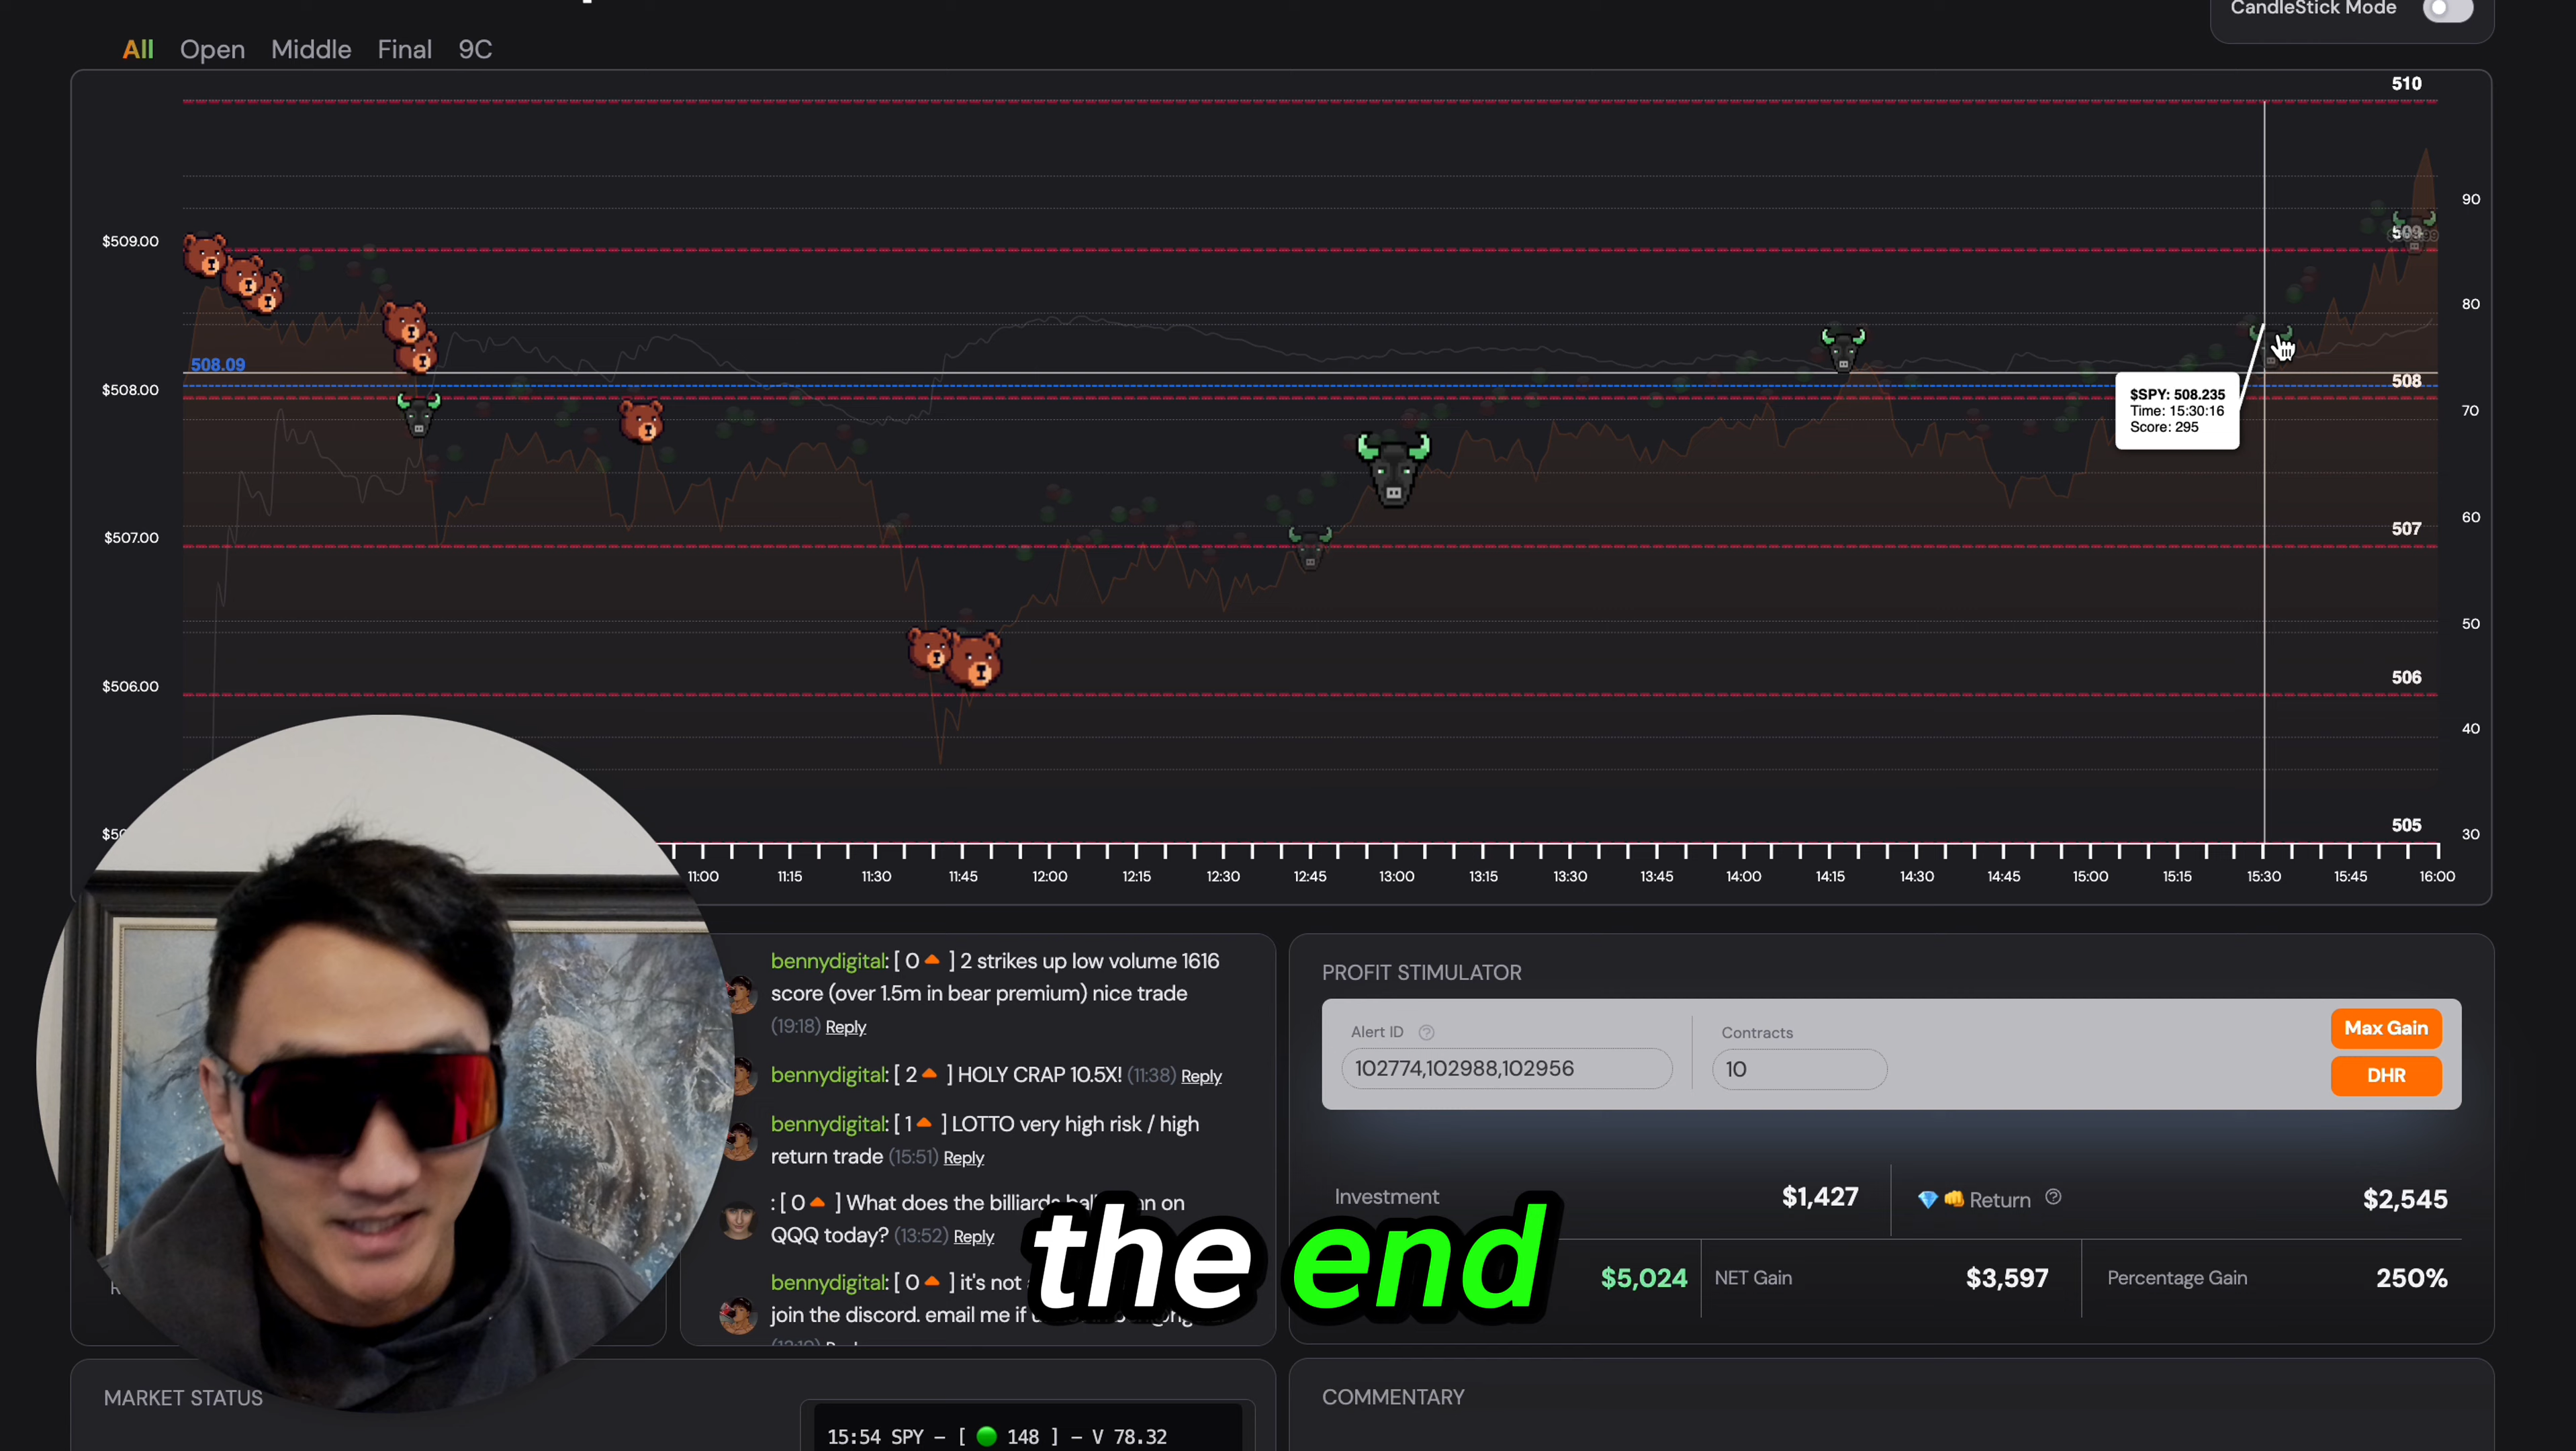 CandleStick Mode
All Open Middle Final 9C
510
90
$509.00
509
80
508.09
$508.00
508
70
$SPY: 508.235
Time: 15:30:16
Score: 295
$507.00
507
60
50
$506.00
506
40
505
30
11:00 11:15 11:30 11:45 12:00 12:15 12:30 12:45 13:00 13:15 13:30 13:45 14:00 14:15 14:30 14:45 15:00 15:15 15:30 15:45 16:00
bennydigital: [ 0 ] 2 strikes up low volume 1616
score (over 1.5m in bear premium) nice trade
(19:18) Reply
bennydigital: [ 2 ] HOLY CRAP 10.5X! (11:38) Reply
bennydigital: [ 1 ] LOTTO very high risk / high
return trade (15:51) Reply
: [ 0 ] What does the billiards on
QQQ today? (13:52) Reply
bennydigital: [ 0 ] it's not
join the discord. email me if
PROFIT STIMULATOR
Alert ID
Contracts
102774,102988,102956
10
Max Gain
DHR
Investment $1,427
Return $2,545
$5,024
NET Gain $3,597
Percentage Gain 250%
the end
MARKET STATUS
15:54 SPY – [ 148 ] – V 78.32
COMMENTARY